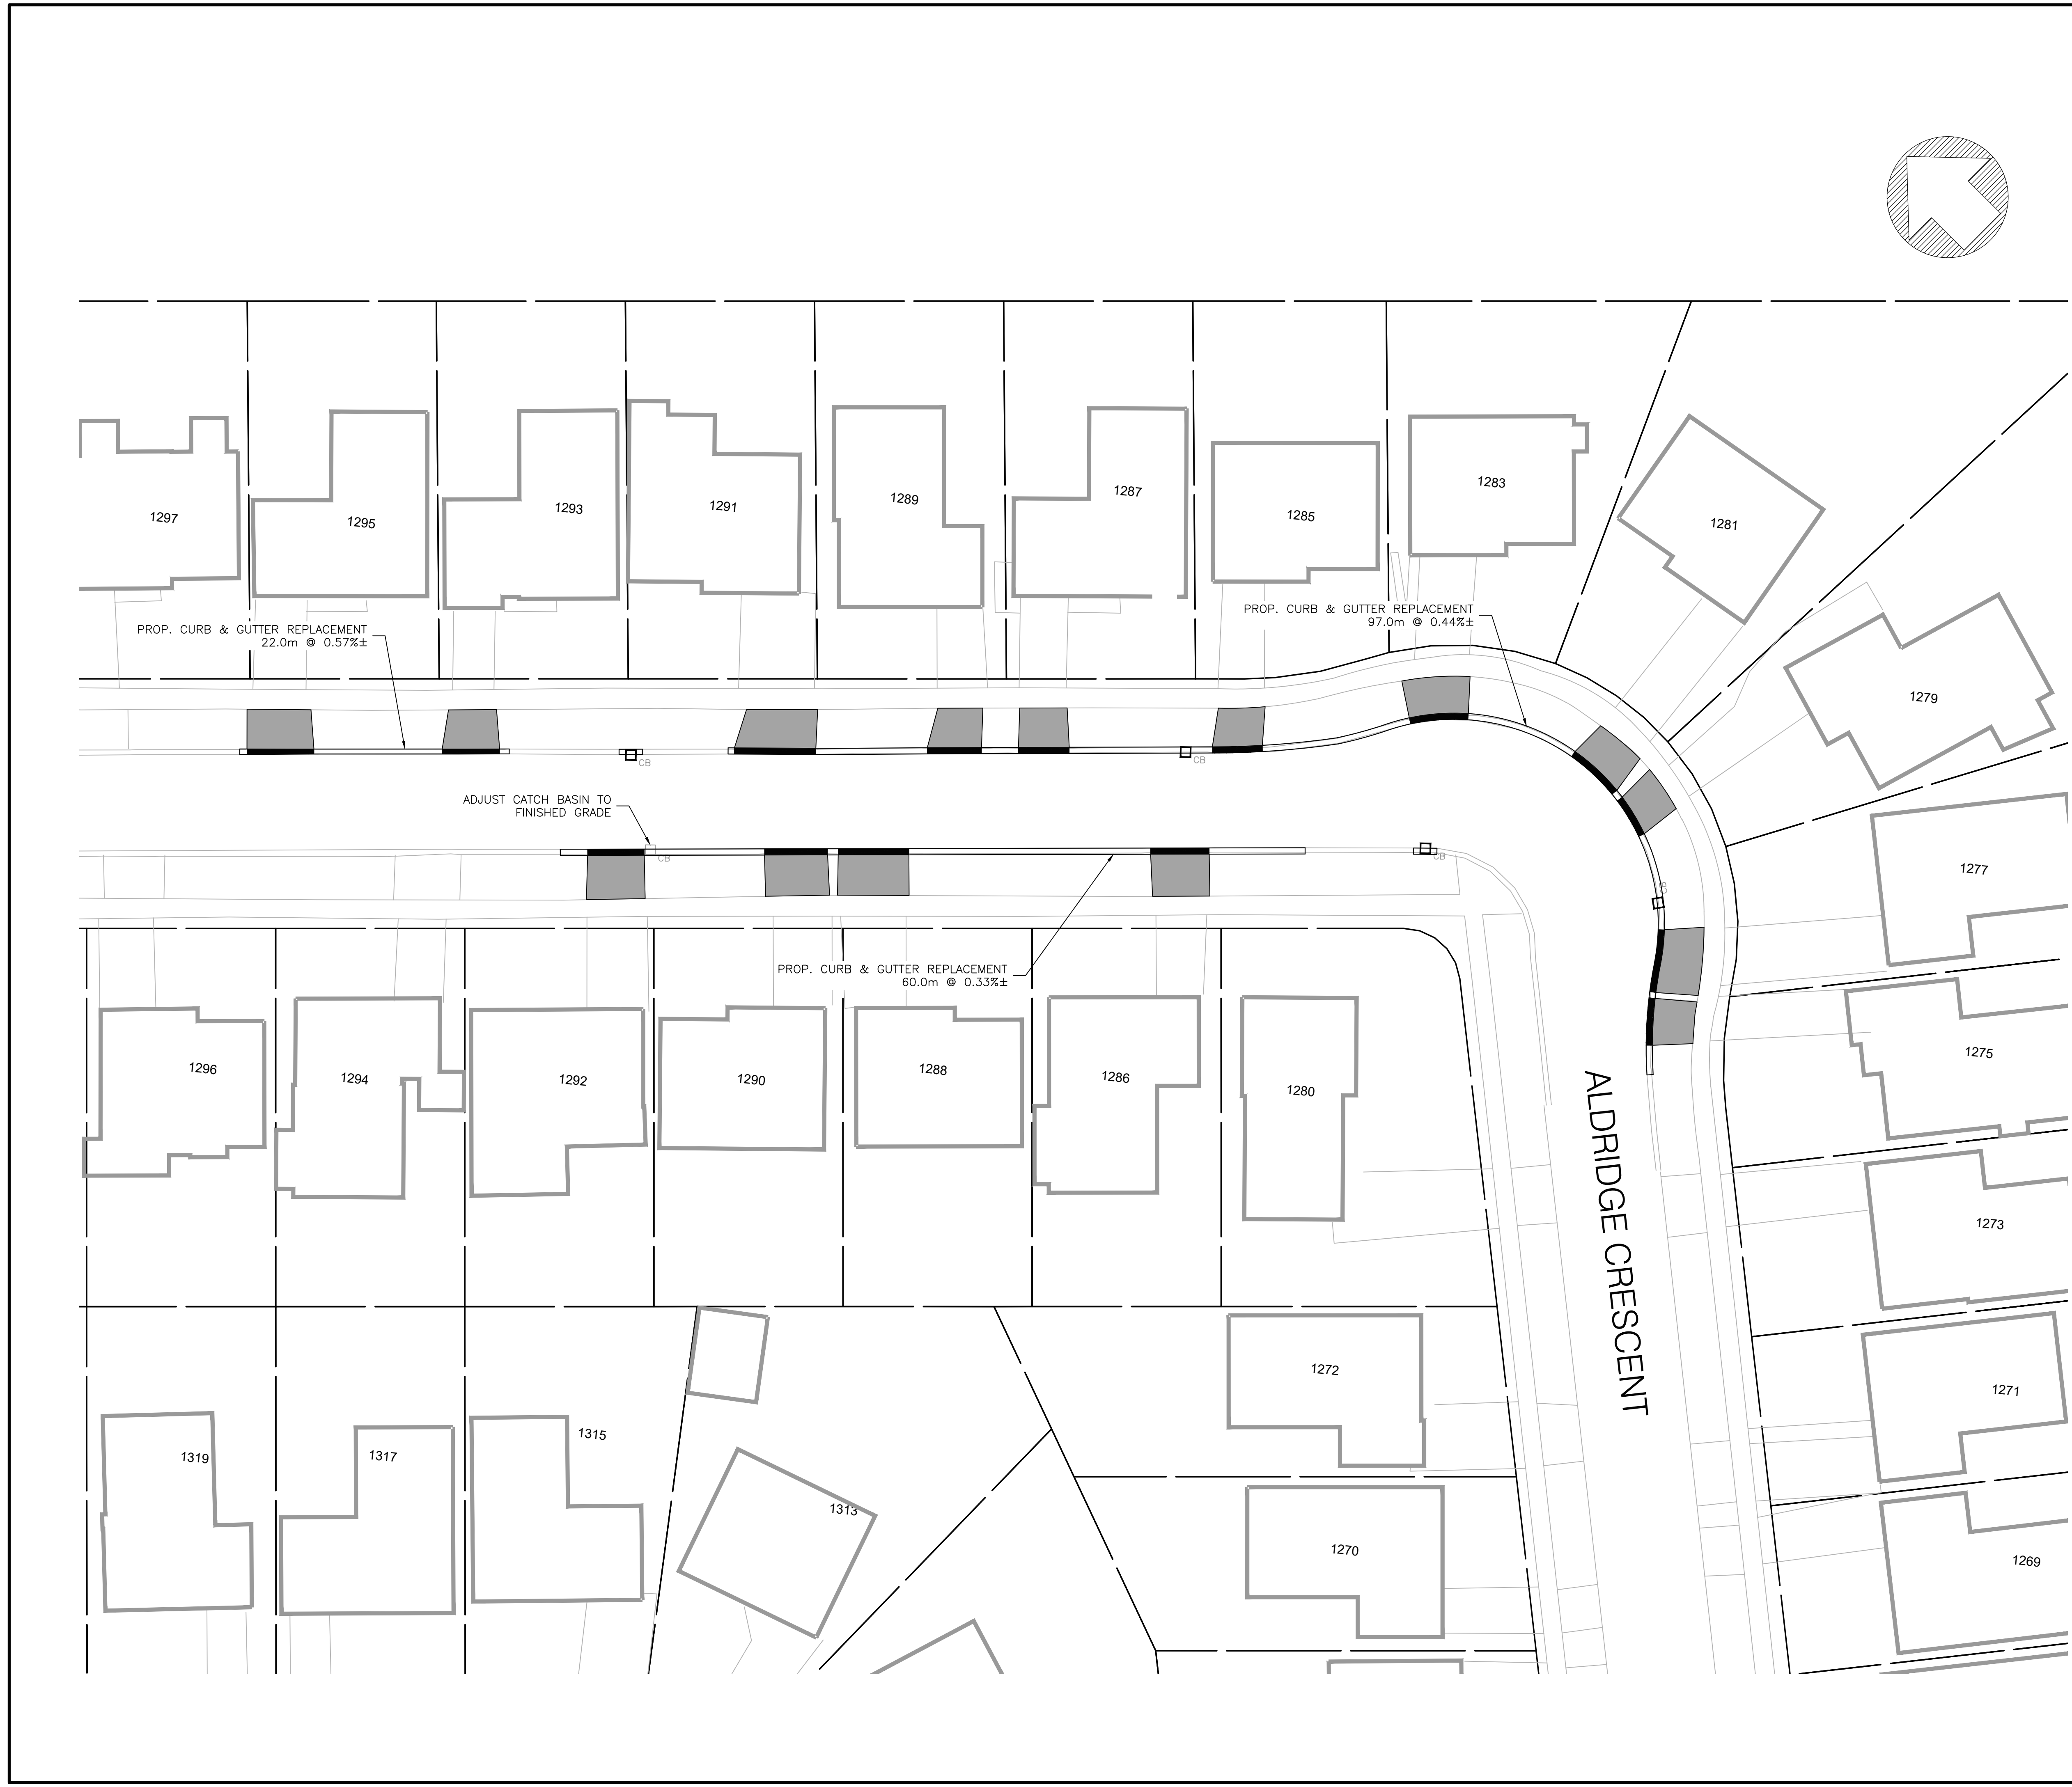 1297
1295
1293
1291
1289
1287
1285
1283
1281
1279
PROP. CURB & GUTTER REPLACEMENT
22.0m @ 0.57%±
PROP. CURB & GUTTER REPLACEMENT
97.0m @ 0.44%±
CB
CB
ADJUST CATCH BASIN TO
FINISHED GRADE
CB
CB
CB
1277
PROP. CURB & GUTTER REPLACEMENT
60.0m @ 0.33%±
1296
1294
1292
1290
1288
1286
1280
1275
ALDRIDGE CRESCENT
1273
1272
1271
1319
1317
1315
1313
1270
1269